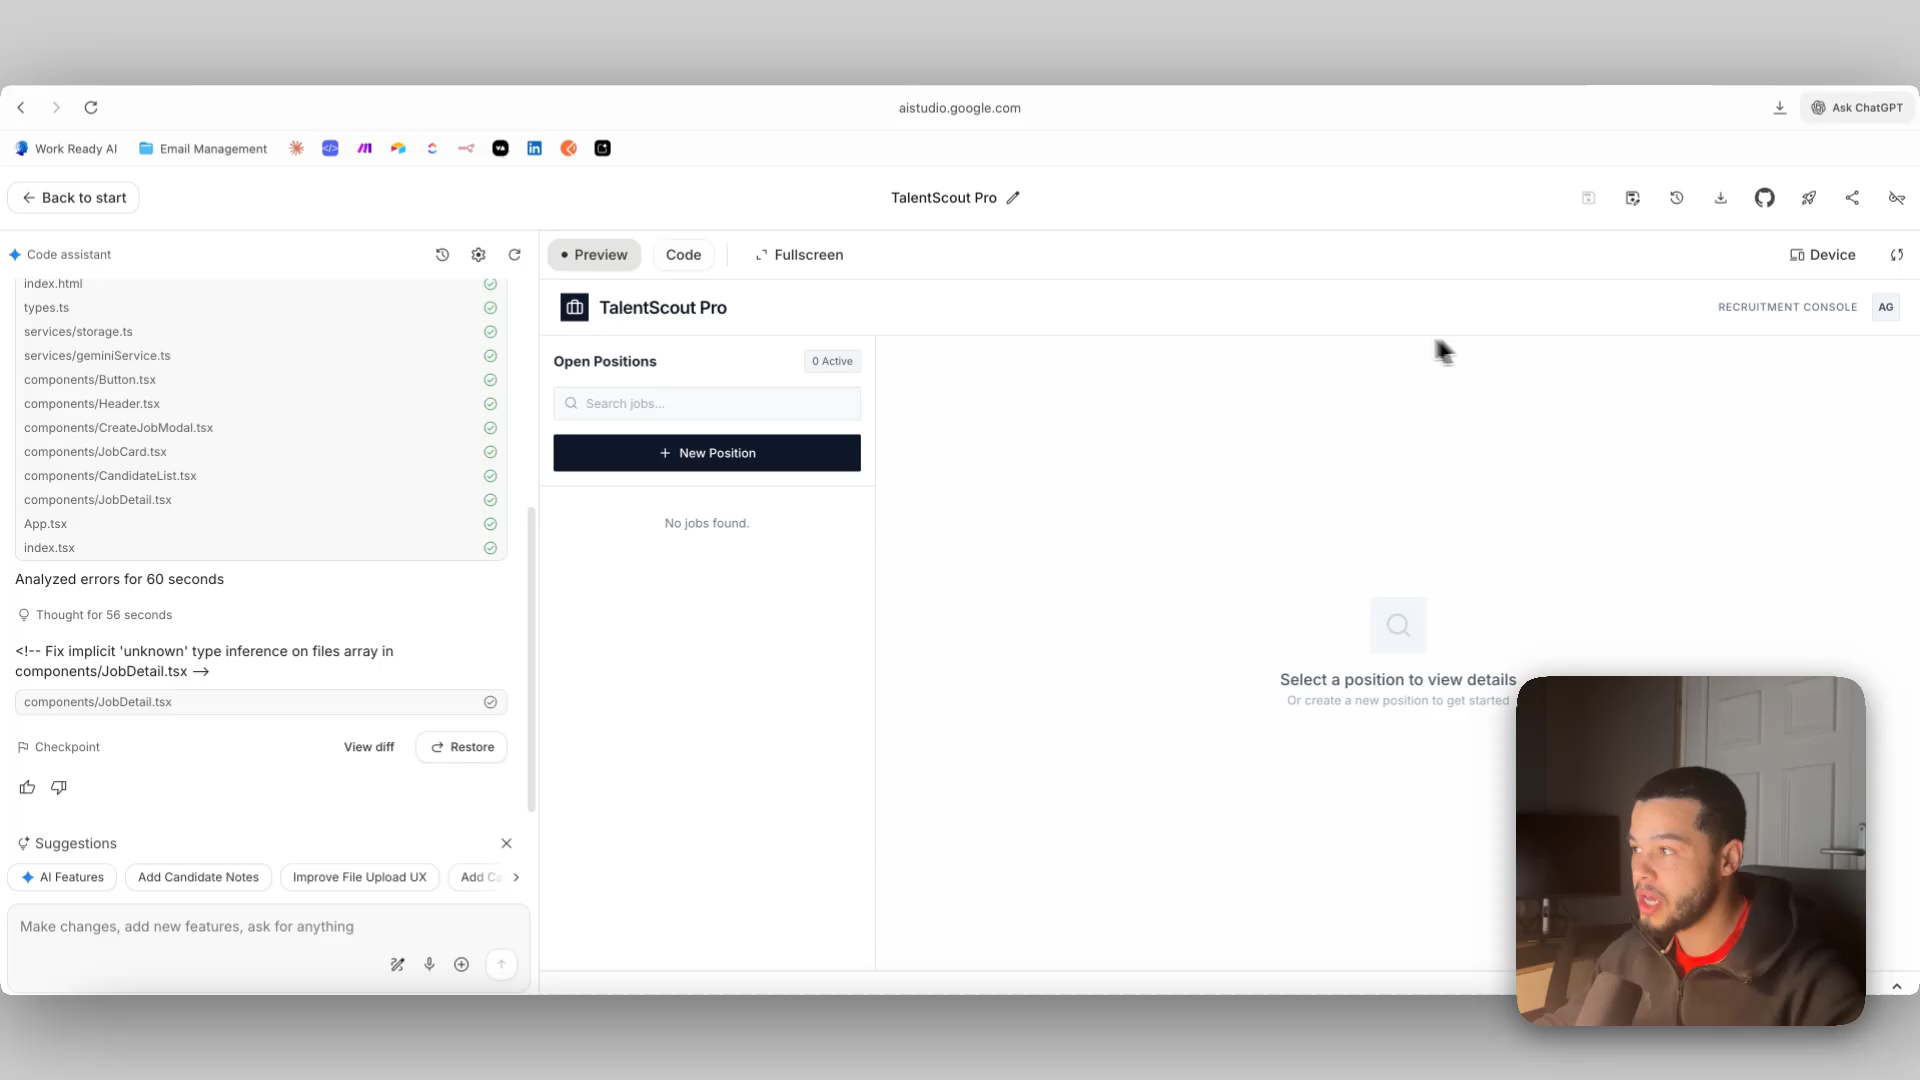 aistudio.google.com
Ask ChatGPT
Work Ready AI
Email Management
Back to start
TalentScout Pro
Code assistant
index.html
types.ts
services/storage.ts
services/geminiService.ts
components/Button.tsx
components/Header.tsx
components/CreateJobModal.tsx
components/JobCard.tsx
components/CandidateList.tsx
components/JobDetail.tsx
App.tsx
index.tsx
Analyzed errors for 60 seconds
Thought for 56 seconds
<!-- Fix implicit 'unknown' type inference on files array in
components/JobDetail.tsx -->
components/JobDetail.tsx
Checkpoint
View diff
Restore
Suggestions
AI Features
Add Candidate Notes
Improve File Upload UX
Add
Make changes, add new features, ask for anything
Preview
Code
Fullscreen
Device
TalentScout Pro
RECRUITMENT CONSOLE
AG
Open Positions
0 Active
Search jobs...
+ New Position
No jobs found.
Select a position to view details
Or create a new position to get started